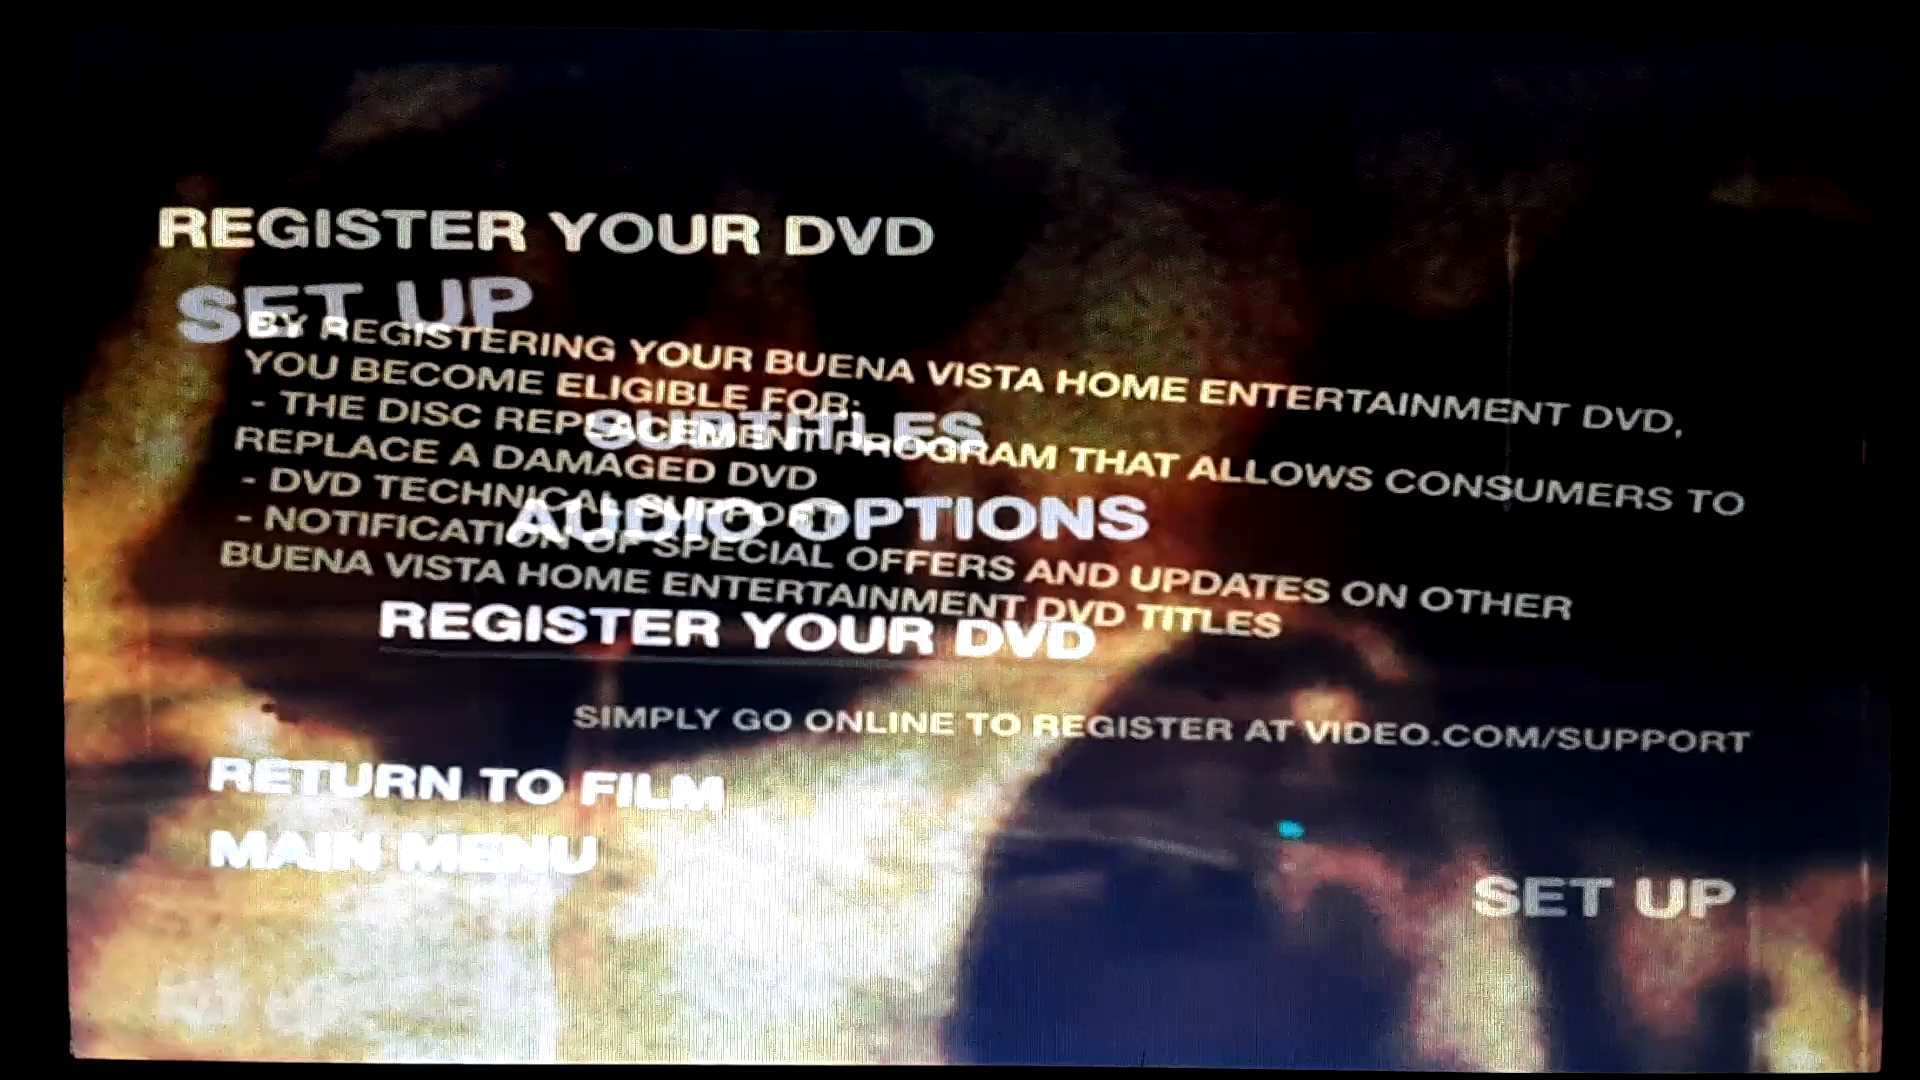 REGISTER YOUR DVD
SET UP
BY REGISTERING YOUR BUENA VISTA HOME ENTERTAINMENT DVD,
YOU BECOME ELIGIBLE FOR:
- THE DISC REPLACEMENT PROGRAM THAT ALLOWS CONSUMERS TO
SUBTITLES
REPLACE A DAMAGED DVD
- DVD TECHNICAL SUPPORT
AUDIO OPTIONS
- NOTIFICATION OF SPECIAL OFFERS AND UPDATES ON OTHER
BUENA VISTA HOME ENTERTAINMENT DVD TITLES
REGISTER YOUR DVD
SIMPLY GO ONLINE TO REGISTER AT VIDEO.COM/SUPPORT
RETURN TO FILM
MAIN MENU
SET UP